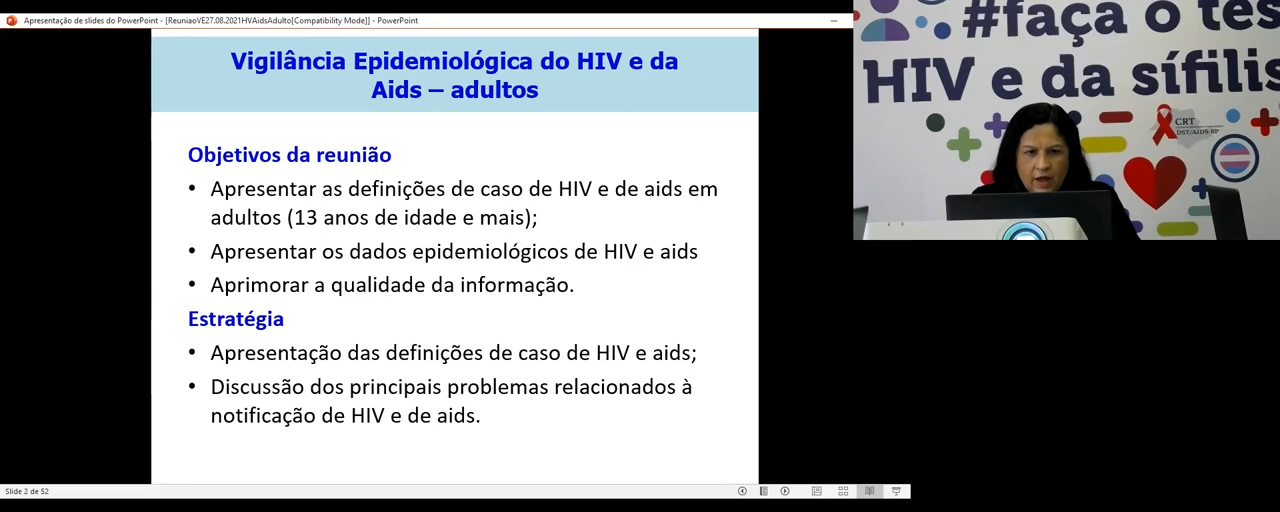 Apresentação de slides do PowerPoint - [ReuniaoVE27.08.2021HVAidsAdulto[Compatibility Mode]] - PowerPoint
#faça o tes
HIV e da sífilis
CRT
DST/AIDS-SP
Vigilância Epidemiológica do HIV e da
Aids – adultos
Objetivos da reunião
• Apresentar as definições de caso de HIV e de aids em
adultos (13 anos de idade e mais);
• Apresentar os dados epidemiológicos de HIV e aids
• Aprimorar a qualidade da informação.
Estratégia
• Apresentação das definições de caso de HIV e aids;
• Discussão dos principais problemas relacionados à
notificação de HIV e de aids.
Slide 2 de 52